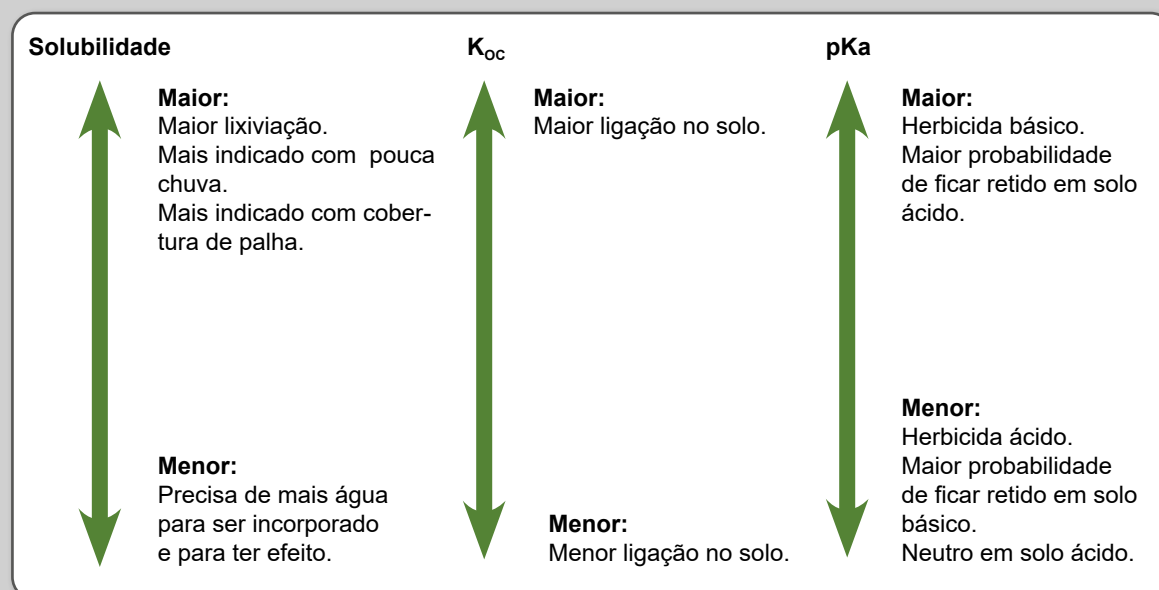 Solubilidade
Maior:
Maior lixiviação.
Mais indicado com pouca
chuva.
Mais indicado com cober-
tura de palha.
Menor:
Precisa de mais água
para ser incorporado
e para ter efeito.
Koc
Maior:
Maior ligação no solo.
Menor:
Menor ligação no solo.
pKa
Maior:
Herbicida básico.
Maior probabilidade
de ficar retido em solo
ácido.
Menor:
Herbicida ácido.
Maior probabilidade
de ficar retido em solo
básico.
Neutro em solo ácido.